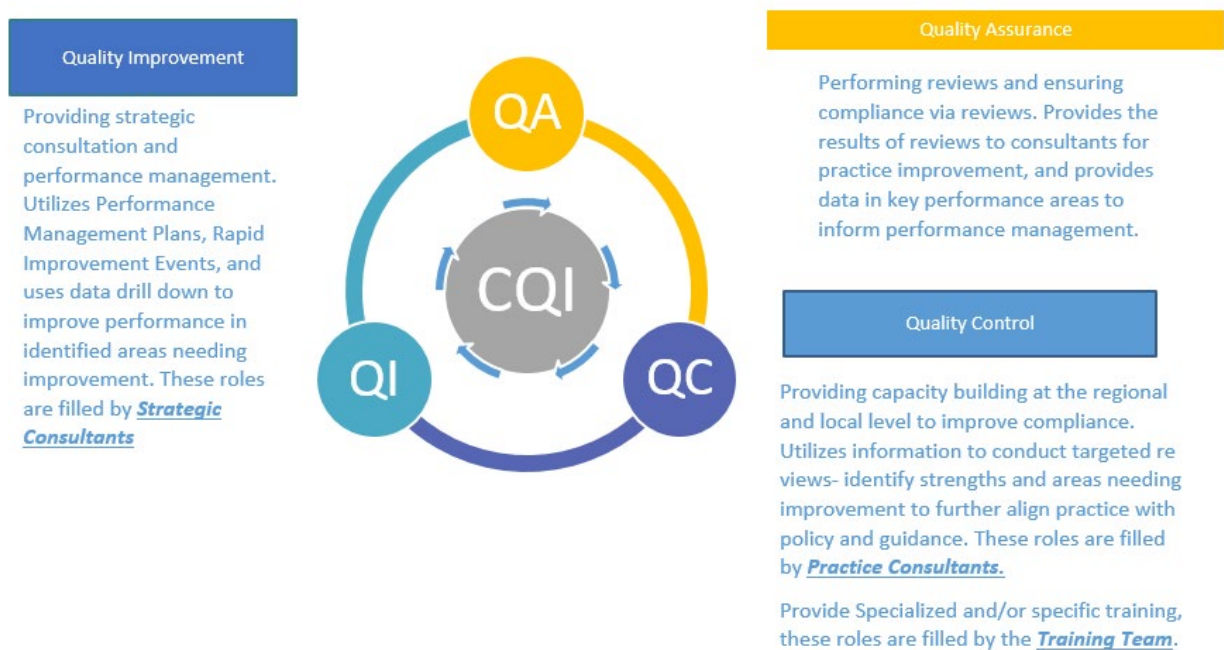 Quality Improvement
Providing strategic
consultation and
performance management.
Utilizes Performance
Management Plans, Rapid
Improvement Events, and
uses data drill down to
improve performance in
identified areas needing
improvement. These roles
are filled by Strategic
Consultants
QA
CQI
QI
QC
Quality Assurance
Performing reviews and ensuring
compliance via reviews. Provides the
results of reviews to consultants for
practice improvement, and provides
data in key performance areas to
inform performance management.
Quality Control
Providing capacity building at the regional
and local level to improve compliance.
Utilizes information to conduct targeted re
views- identify strengths and areas needing
improvement to further align practice with
policy and guidance. These roles are filled
by Practice Consultants.
Provide Specialized and/or specific training,
these roles are filled by the Training Team.